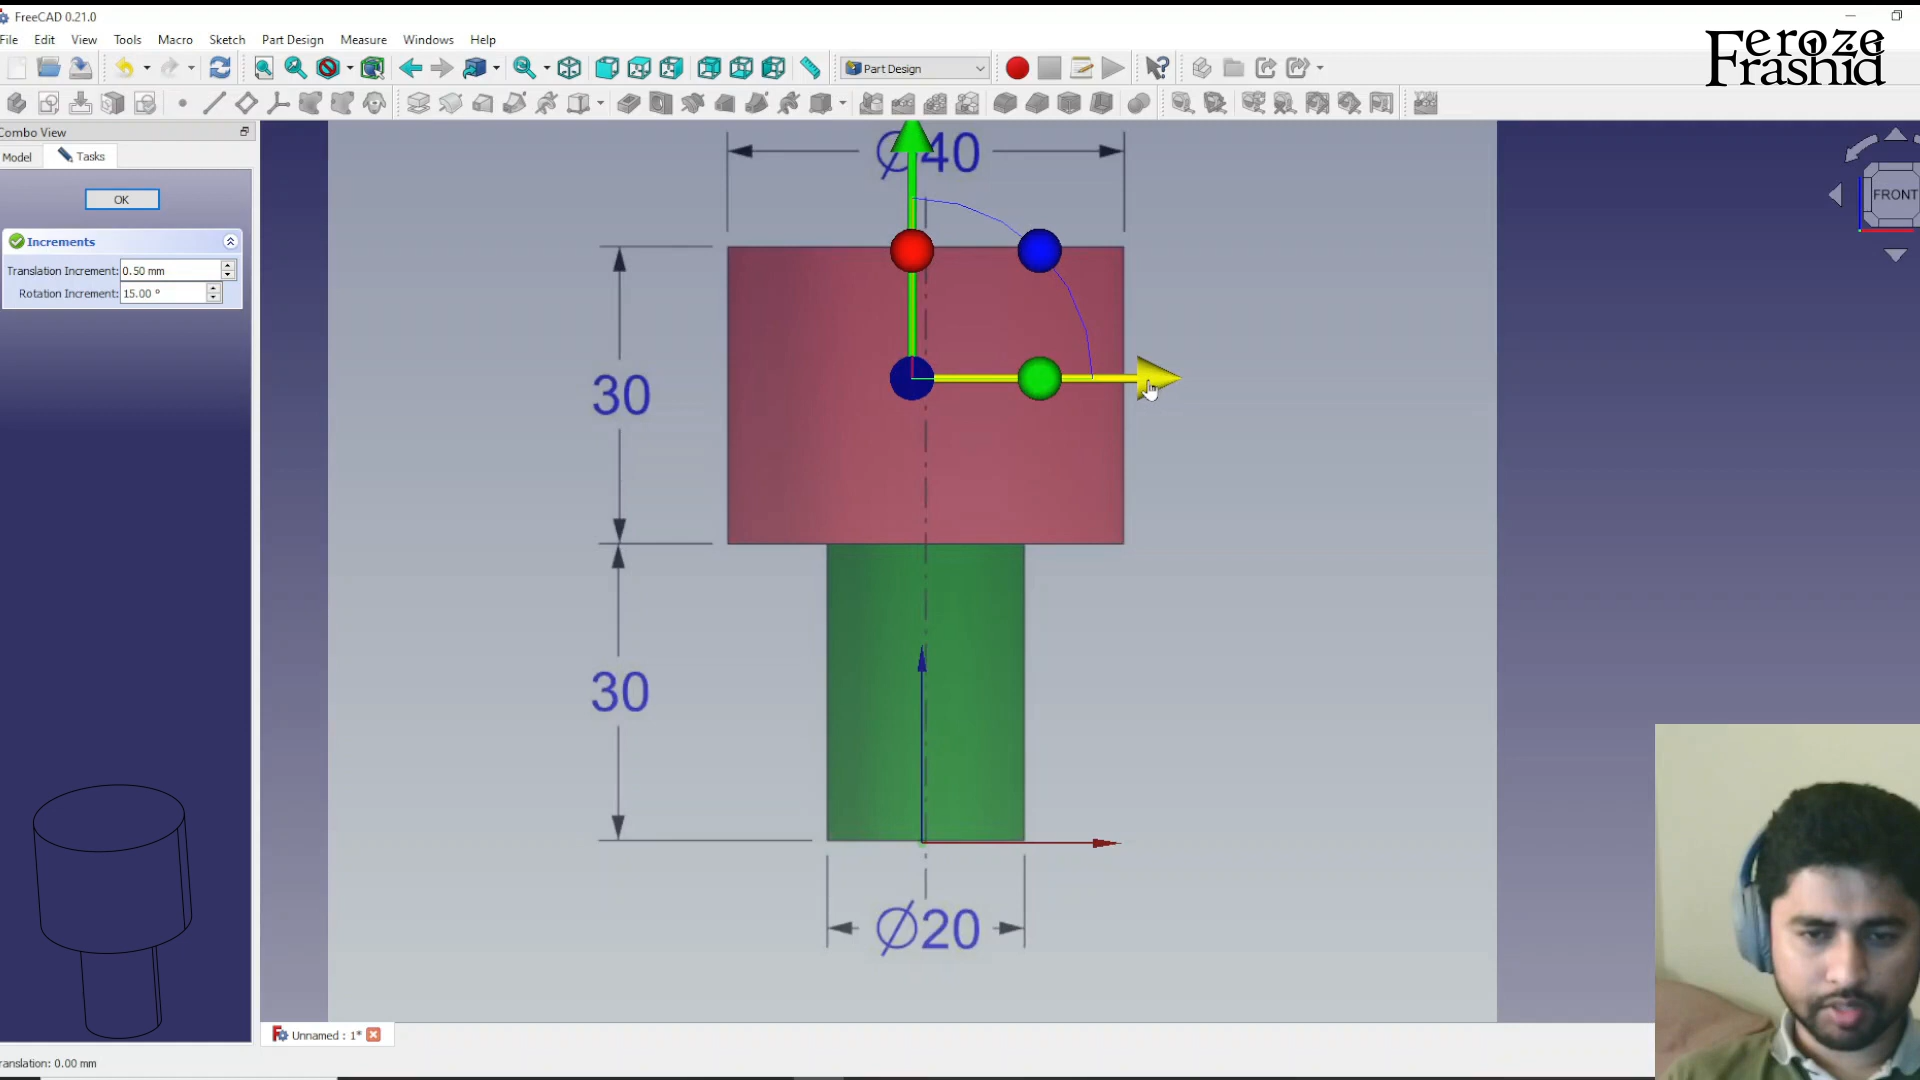 FreeCAD 0.21.0
File Edit View Tools Macro Sketch Part Design Measure Windows Help
Feroze
Frashid
Part Design
Combo View
Model Tasks
OK
Increments
Translation Increment: 0.50 mm
Rotation Increment: 15.00 °
Ø40
FRONT
30
30
Ø20
Unnamed : 1*
ranslation: 0.00 mm